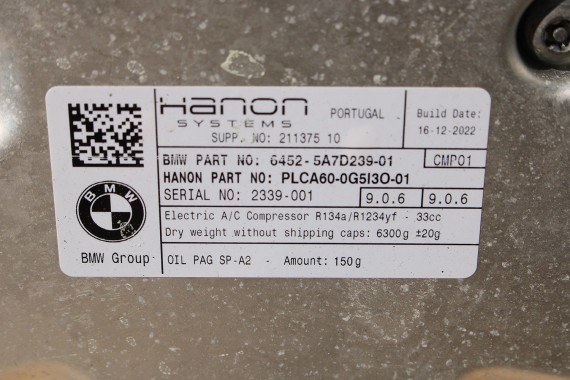 Hanon
SYSTEMS
PORTUGAL
Build Date:
16-12-2022
SUPP. NO: 211375 10
BMW PART NO: 6452-5A7D239-01
CMP01
HANON PART NO: PLCA60-0G5I3O-01
SERIAL NO: 2339-001
9.0.6
9.0.6
Electric A/C Compressor R134a/R1234yf - 33cc
Dry weight without shipping caps: 6300g ±20g
BMW
BMW Group
OIL PAG SP-A2 - Amount: 150g